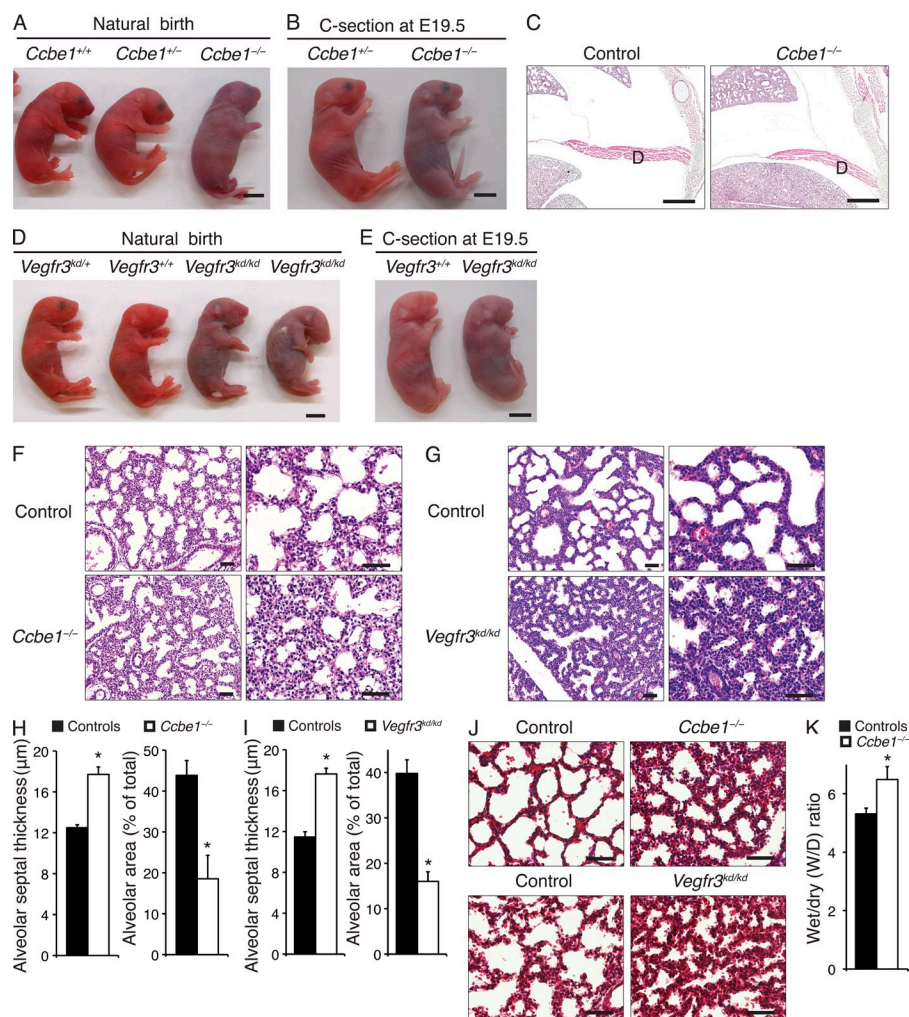 A Natural birth
Ccbe1+/+ Ccbe1+/– Ccbe1–/–
B C-section at E19.5
Ccbe1+/– Ccbe1–/–
C Control Ccbe1–/–
D D
D Natural birth
Vegfr3kd/+ Vegfr3+/+ Vegfr3kd/kd Vegfr3kd/kd
E C-section at E19.5
Vegfr3+/+ Vegfr3kd/kd
F
Control
Ccbe1–/–
G
Control
Vegfr3kd/kd
H Controls Ccbe1–/–
Alveolar septal thickness (µm)
20
16
12
8
4
0
*
Alveolar area (% of total)
50
40
30
20
10
0
*
I Controls Vegfr3kd/kd
Alveolar septal thickness (µm)
20
16
12
8
4
0
*
Alveolar area (% of total)
40
30
20
10
0
*
J Control Ccbe1–/–
Control Vegfr3kd/kd
K Controls
Ccbe1–/–
Wet/dry (W/D) ratio
8
6
4
2
0
*